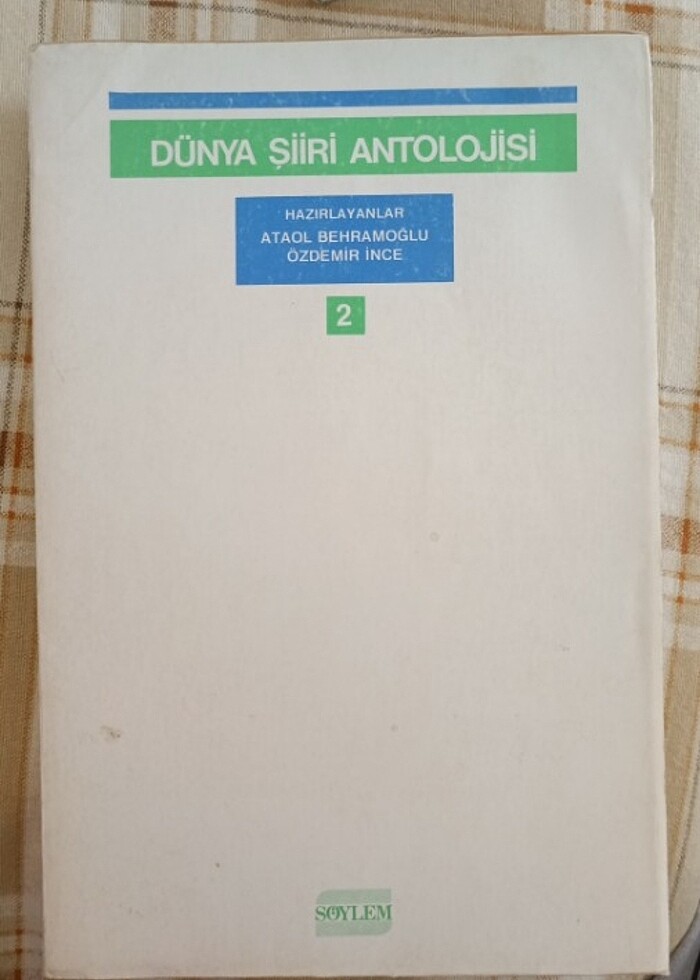 DÜNYA ŞİİRİ ANTOLOJİSİ
HAZIRLAYANLAR
ATAOL BEHRAMOĞLU
ÖZDEMİR İNCE
2
SÖYLEM